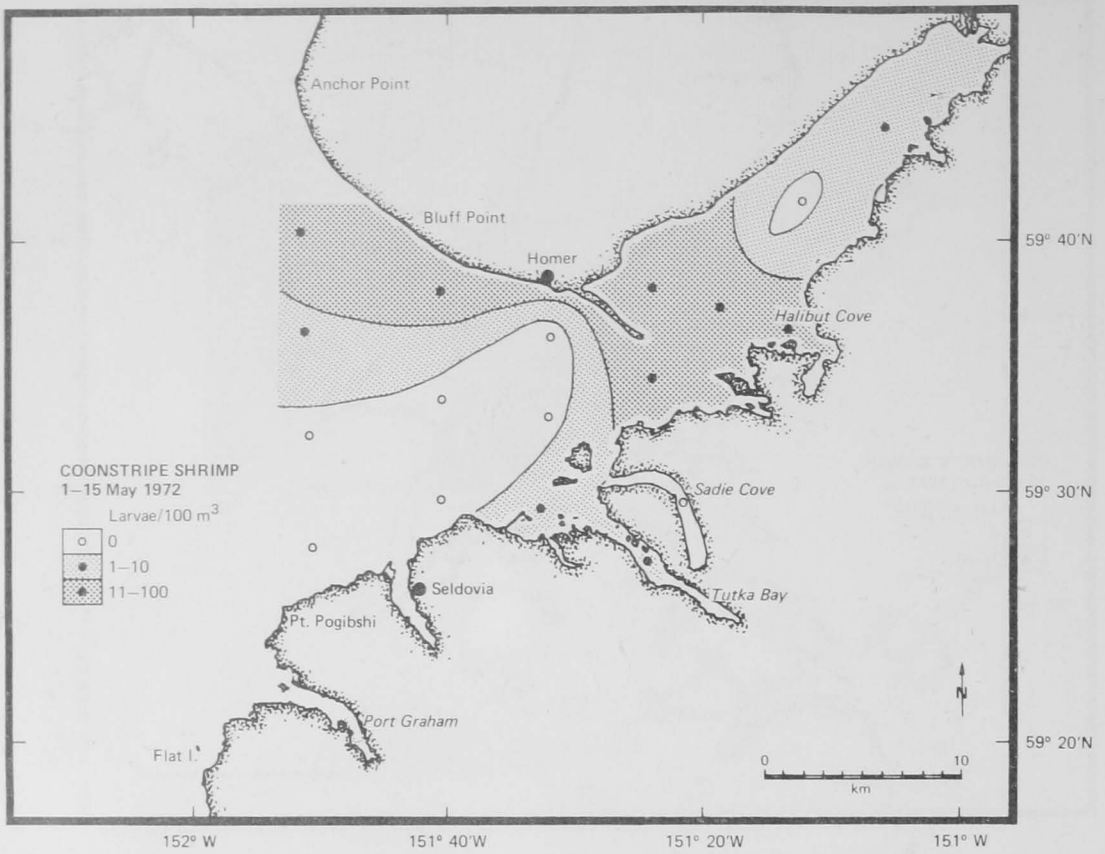 Anchor Point
Bluff Point
Homer
59° 40'N
Halibut Cove
COONSTRIPE SHRIMP
1–15 May 1972
Larvae/100 m³
0
1–10
11–100
59° 30'N
Sadie Cove
Seldovia
Tutka Bay
Pt. Pogibshi
N
Port Graham
Flat I.
0 10
km
59° 20'N
152° W 151° 40'W 151° 20'W 151° W